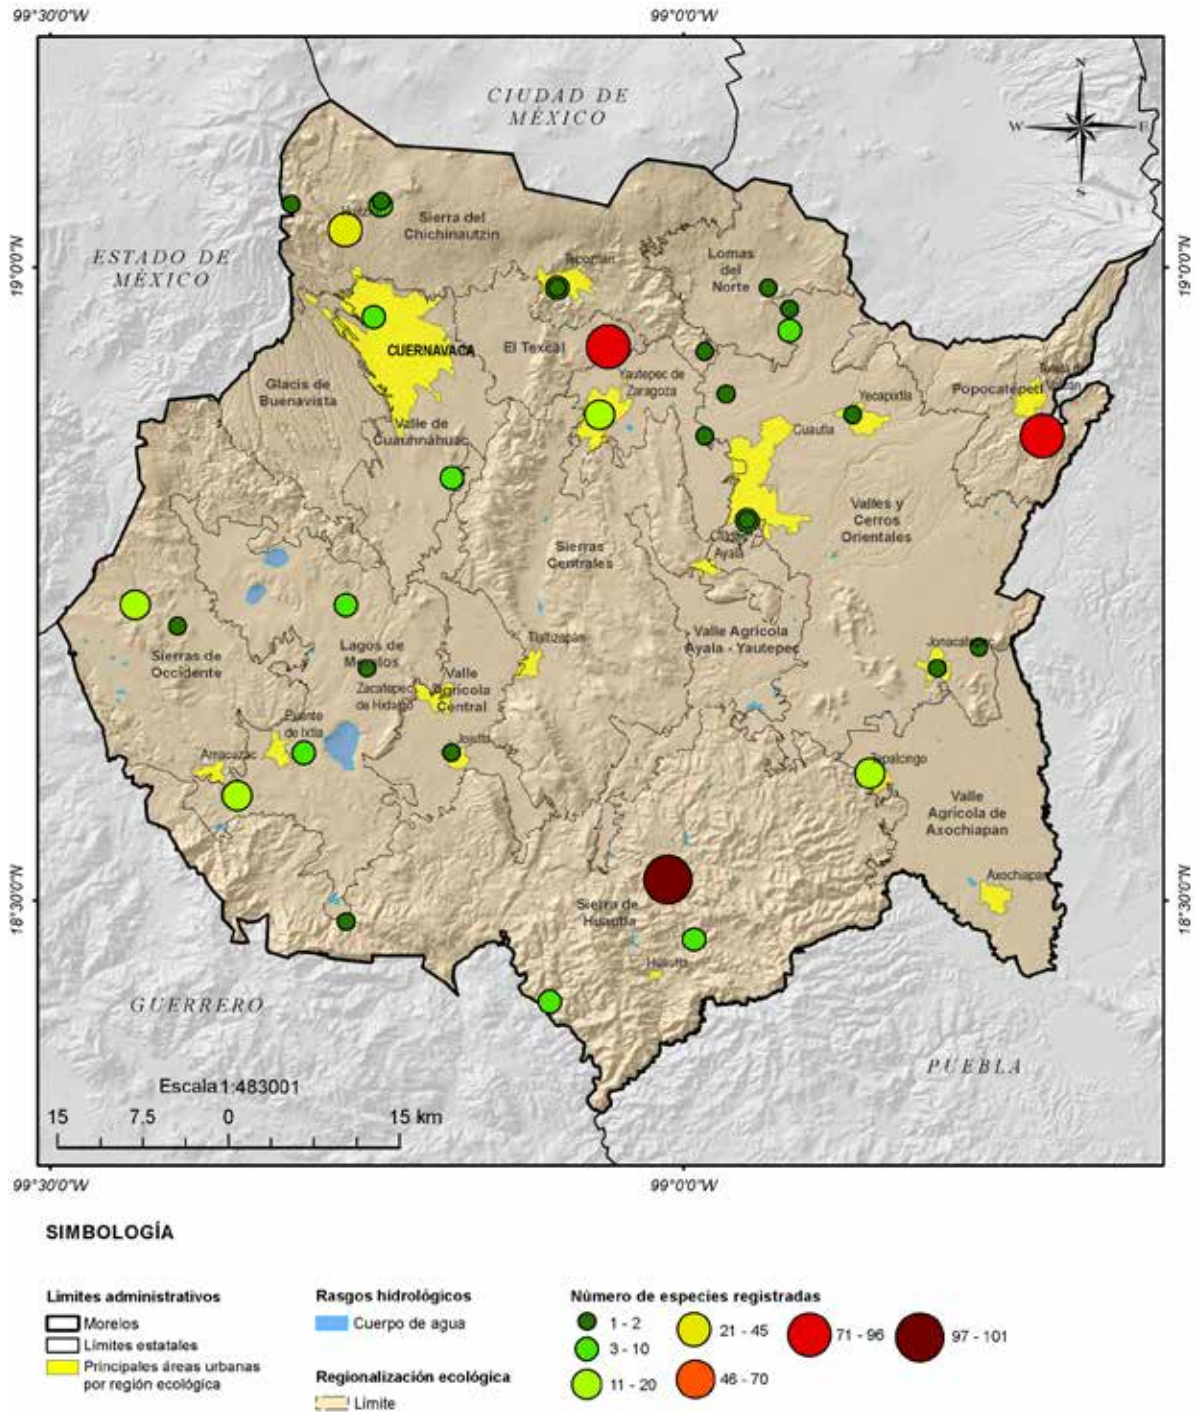 99°30'0"W
99°0'0"W
CIUDAD DE
MÉXICO
N
W
E
S
Sierra del
Chichinautzin
ESTADO DE
MÉXICO
19°0'0"N
19°0'0"N
Tepoztlán
Lomas
del
Norte
CUERNAVACA
El Texcal
Glacis de
Buenavista
Yautepec de
Zaragoza
Popocatépetl
Yecapixtla
Valle de
Cuauhnáhuac
Cuautla
Valles y
Cerros
Orientales
Sierras
Centrales
Ayala
Tlaltizapán
Valle Agrícola
Ayala - Yautepec
Jonacatepec
Lagos de
Morelos
Sierras de
Occidente
Valle
Agrícola
Central
Zacatepec
de Hidalgo
Puente
de Ixtla
Jojutla
Amacuzac
Tepalcingo
Valle
Agrícola de
Axochiapan
Axochiapan
18°30'0"N
18°30'0"N
Sierra de
Huautla
Huautla
GUERRERO
PUEBLA
Escala 1:483001
15 7.5 0 15 km
99°30'0"W
99°0'0"W
SIMBOLOGÍA
Límites administrativos
Morelos
Límites estatales
Principales áreas urbanas
por región ecológica
Rasgos hidrológicos
Cuerpo de agua
Regionalización ecológica
Límite
Número de especies registradas
1 - 2
3 - 10
11 - 20
21 - 45
46 - 70
71 - 96
97 - 101